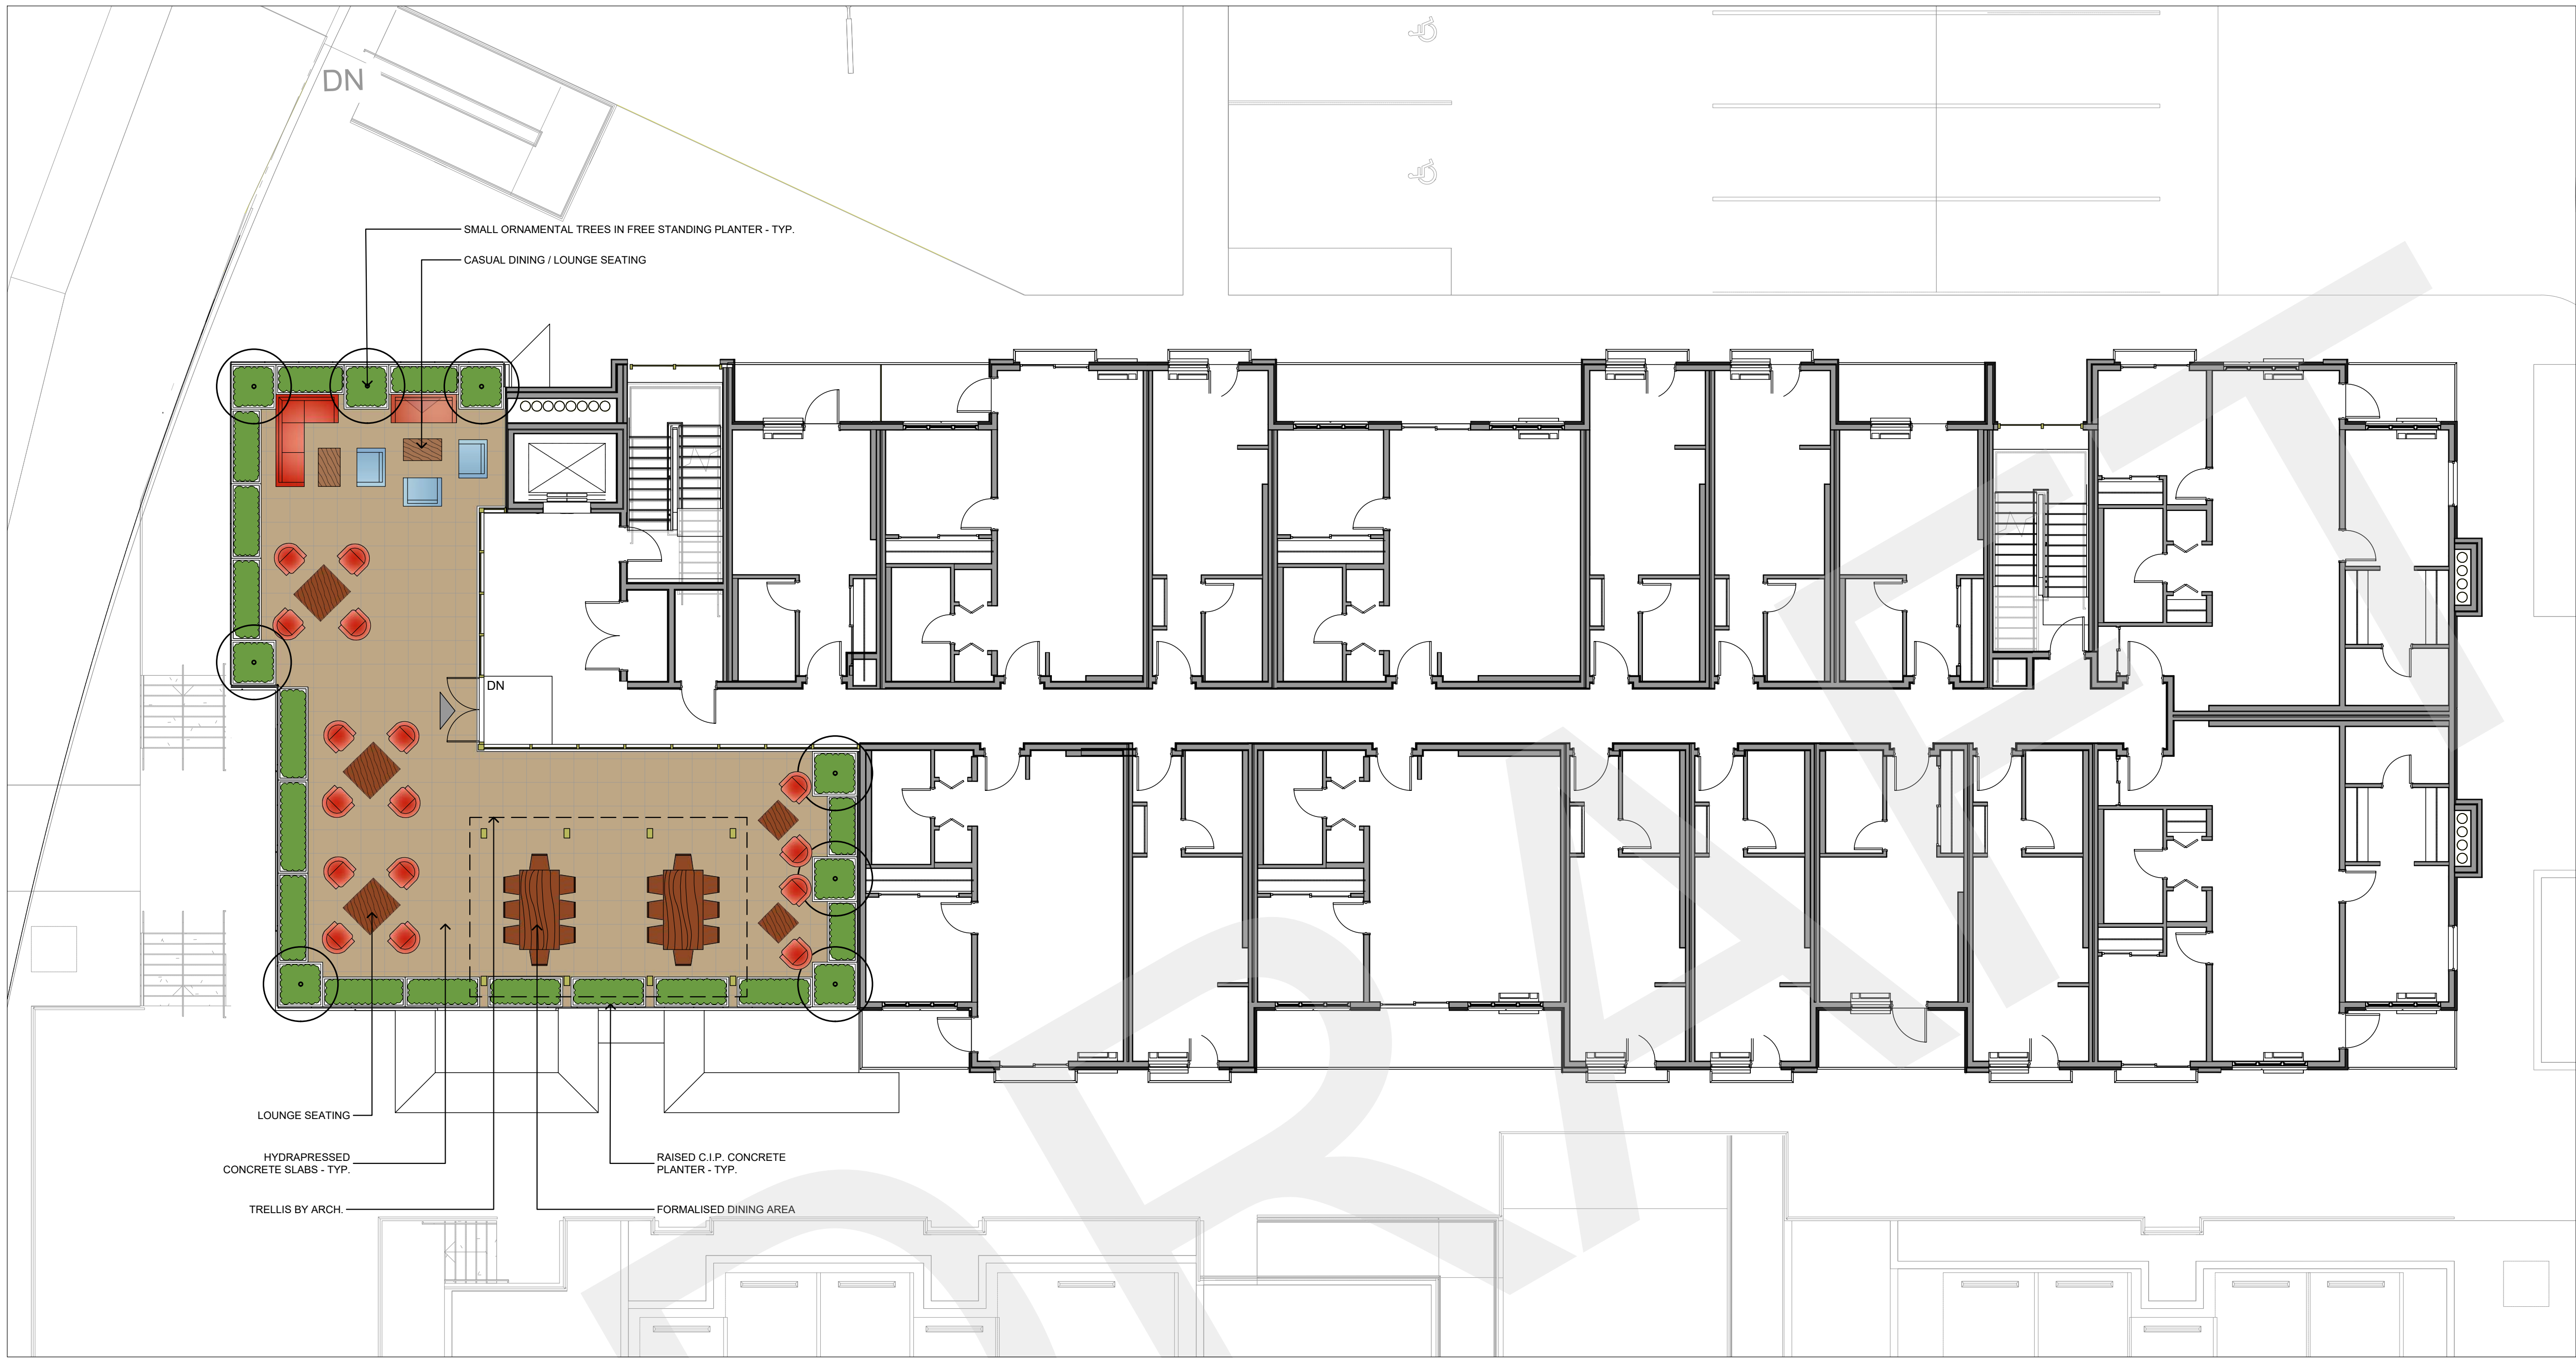 DN
SMALL ORNAMENTAL TREES IN FREE STANDING PLANTER - TYP.
CASUAL DINING / LOUNGE SEATING
DN
LOUNGE SEATING
HYDRAPRESSED
CONCRETE SLABS - TYP.
TRELLIS BY ARCH.
RAISED C.I.P. CONCRETE
PLANTER - TYP.
FORMALISED DINING AREA
DRAFT